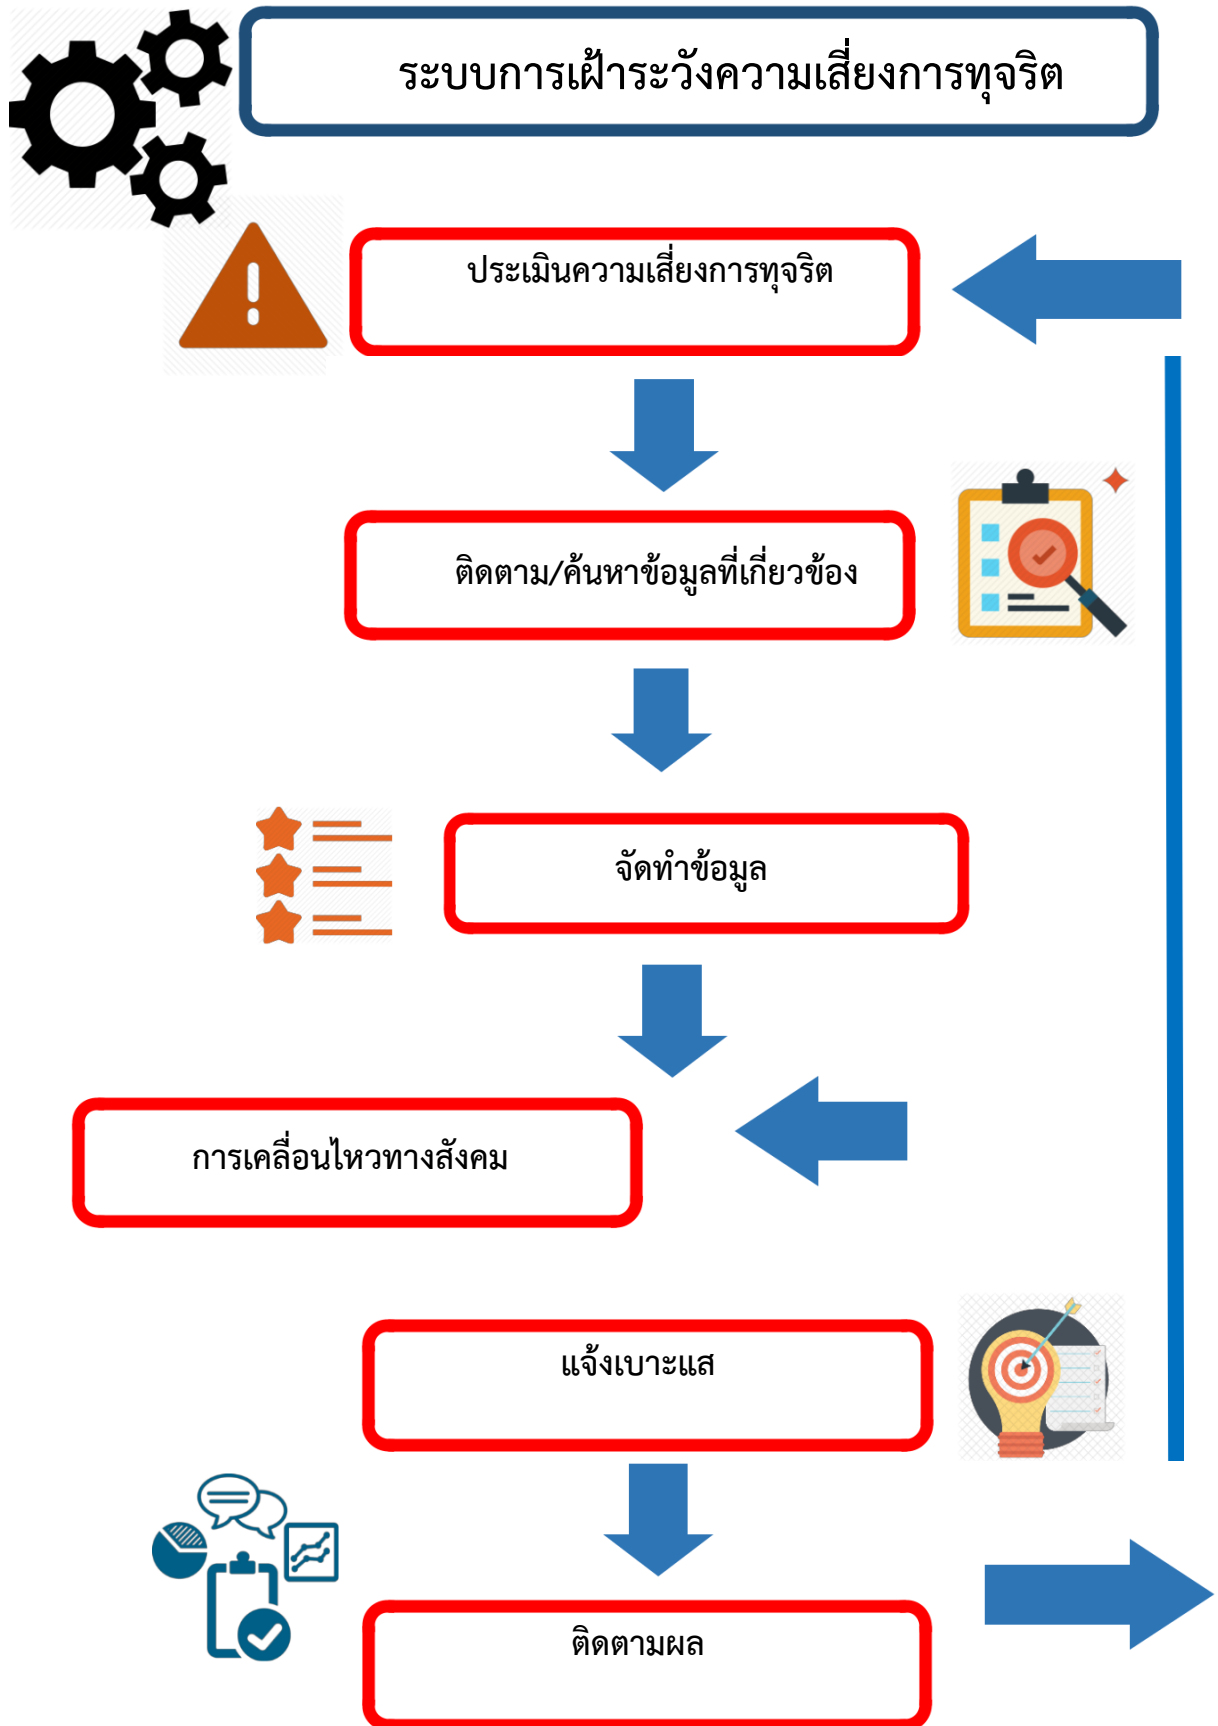 ระบบการเฝ้าระวังความเสี่ยงการทุจริต
ประเมินความเสี่ยงการทุจริต
ติดตาม/ค้นหาข้อมูลที่เกี่ยวข้อง
จัดทำข้อมูล
การเคลื่อนไหวทางสังคม
แจ้งเบาะแส
ติดตามผล